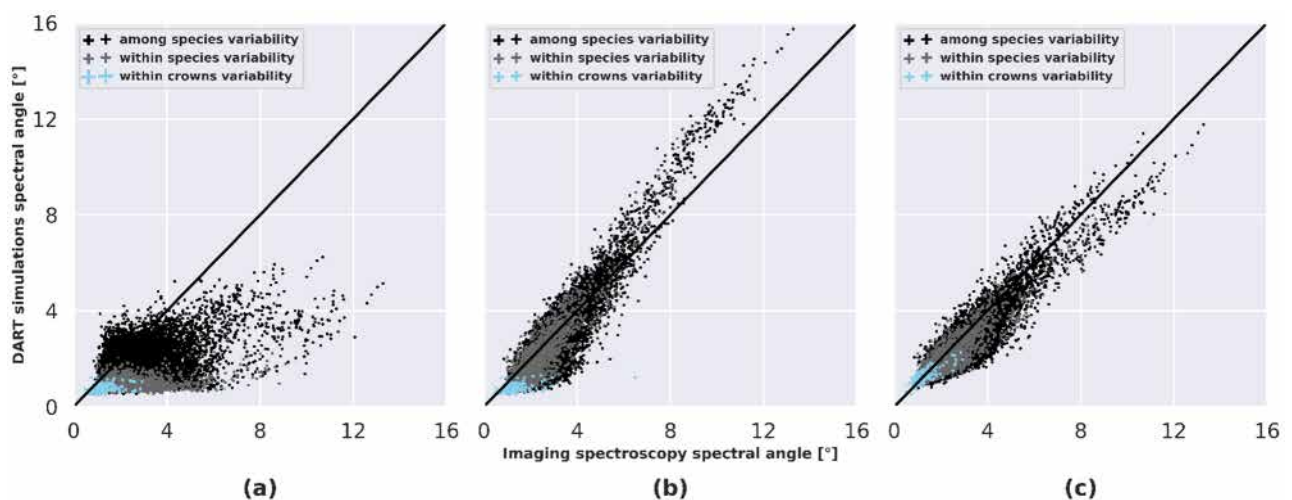 DART simulations spectral angle [°]
16
12
8
4
0
among species variability
within species variability
within crowns variability
among species variability
within species variability
within crowns variability
among species variability
within species variability
within crowns variability
0 4 8 12 16
0 4 8 12 16
0 4 8 12 16
Imaging spectroscopy spectral angle [°]
(a) (b) (c)